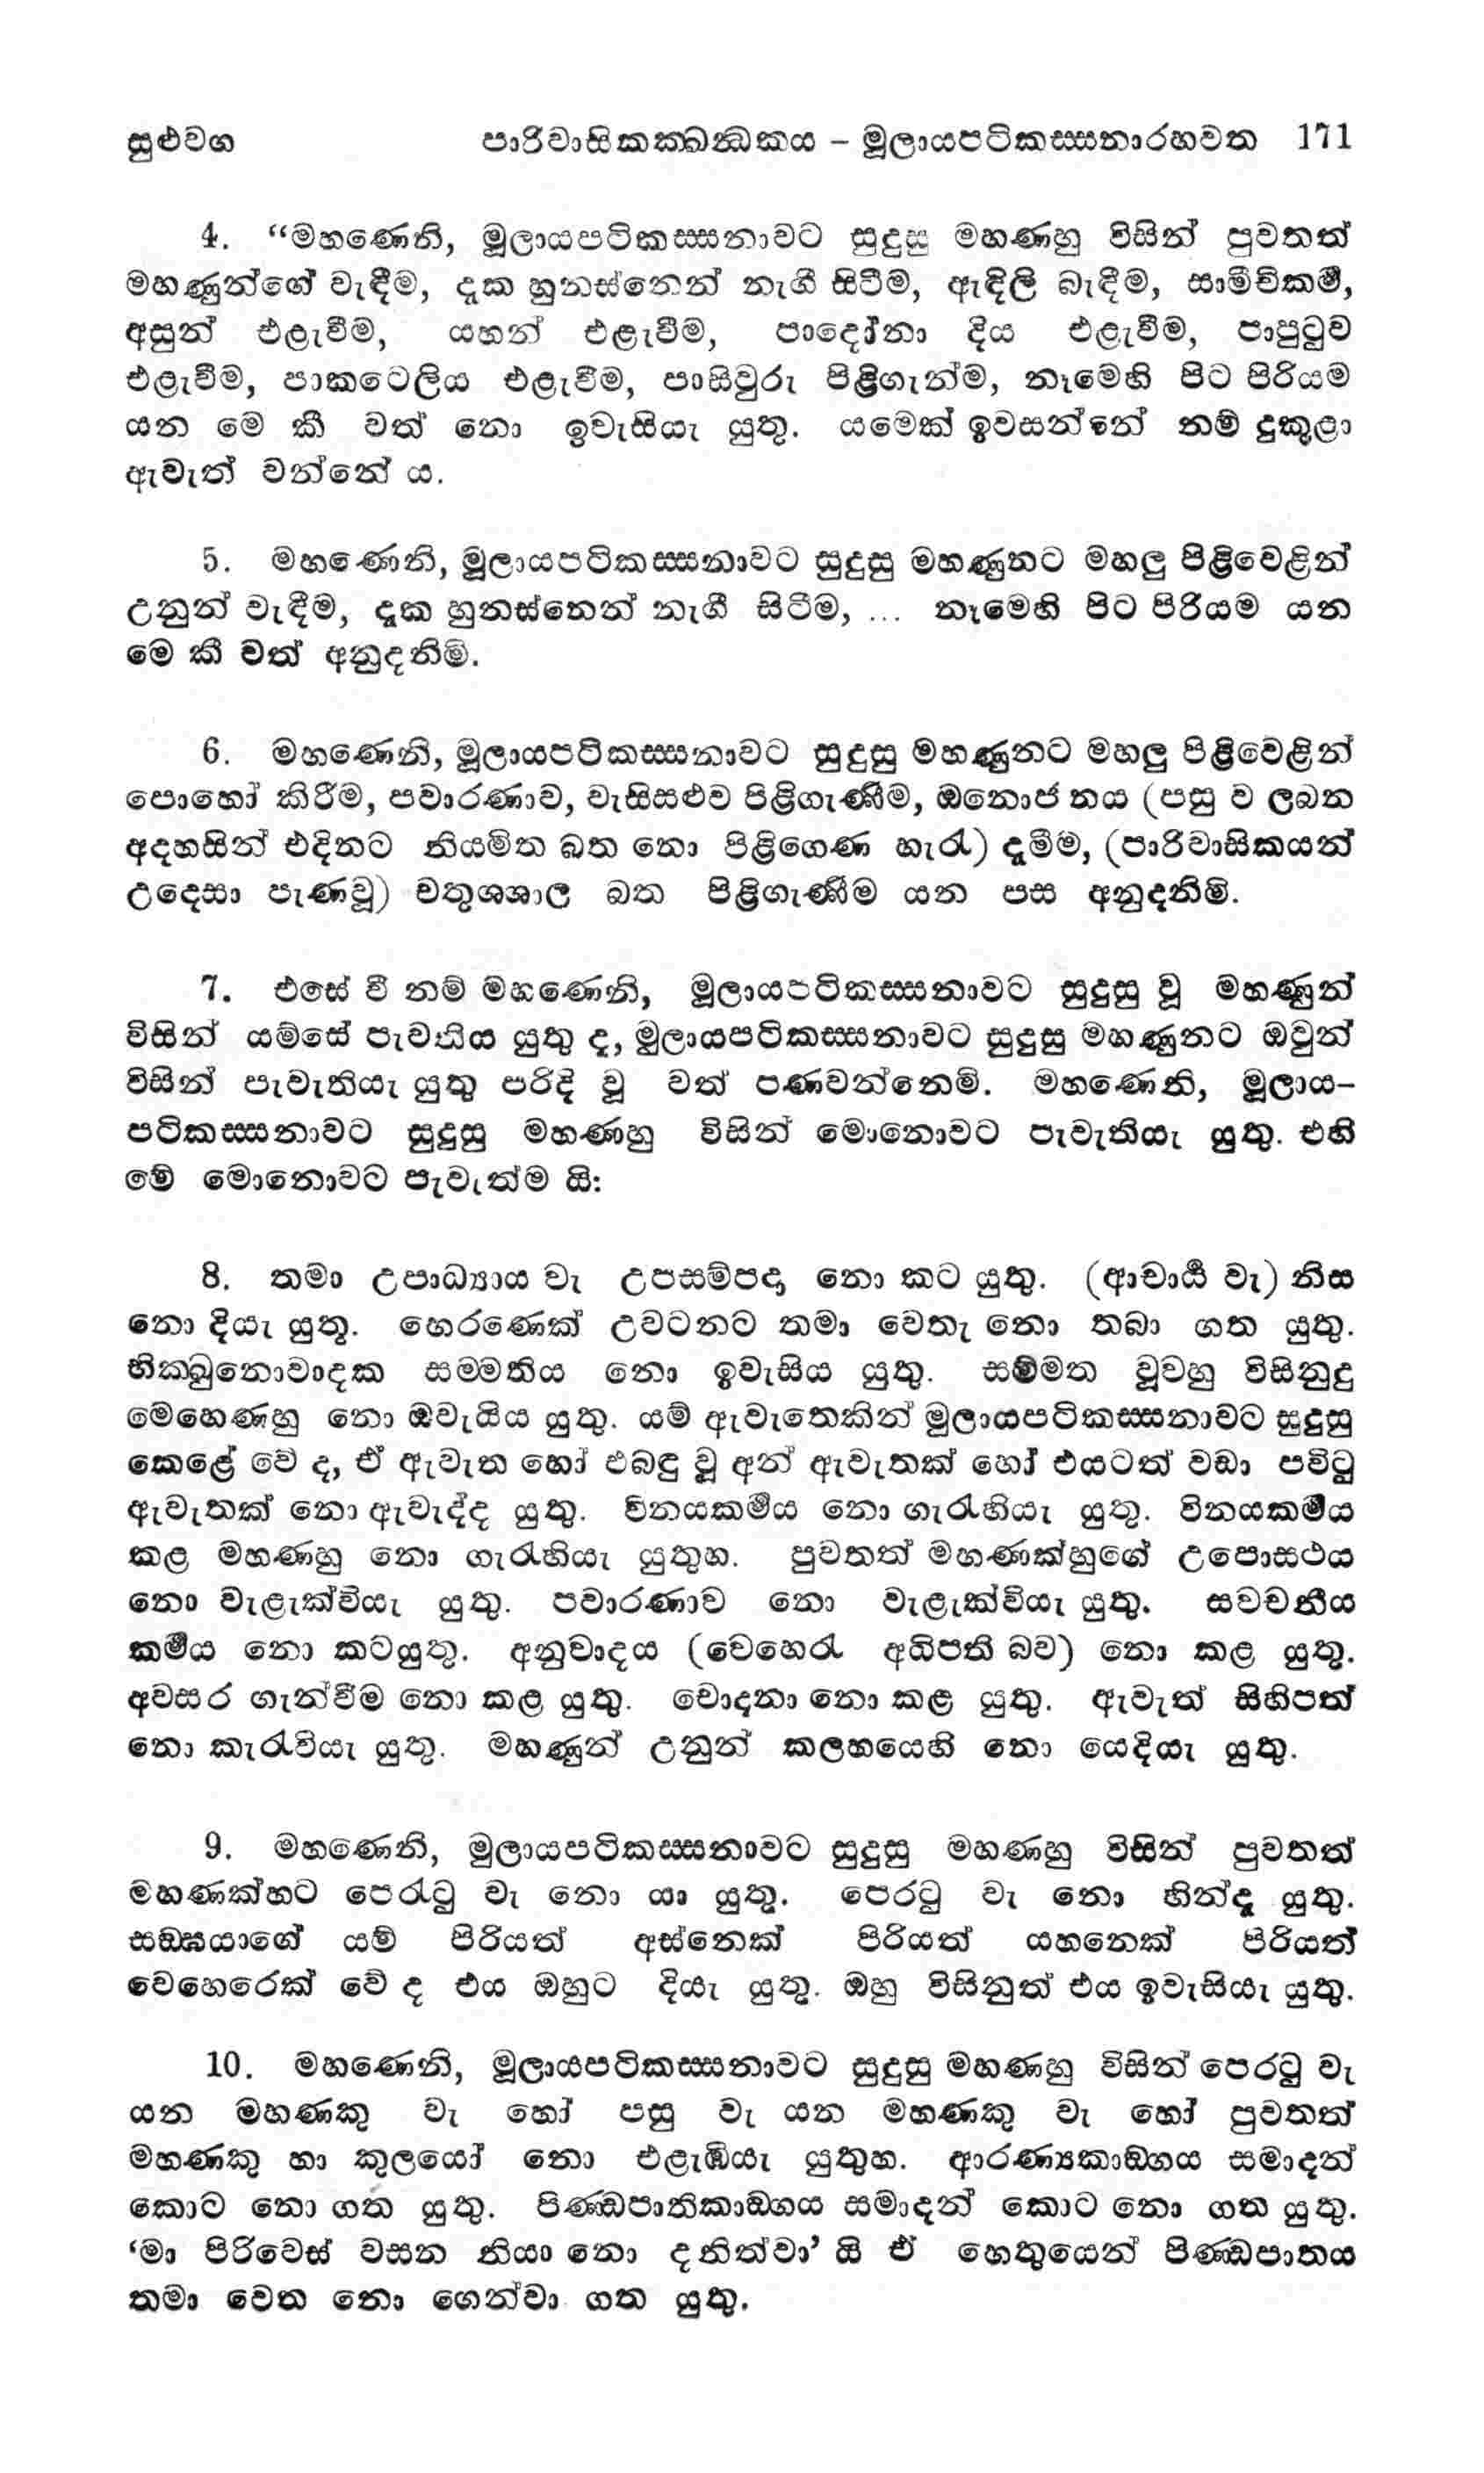 සුළුවග පාරිවාසිකක්ඛන්ධකය – මූලායපටිකස්සනාරහවත 171
4. “මහණෙනි, මූලායපටිකස්සනාවට සුදුසු මහණහු විසින් පුවතත්
මහණුන්ගේ වැඳීම, දැක හුනස්නෙන් නැගී සිටීම, ඇඳිලි බැඳීම, සාමීචිකර්ම,
අසුන් එළැවීම, යහන් එළැවීම, පාදෝනා දිය එළැවීම, පාපුටුව
එළැවීම, පාකටෙලිය එළැවීම, පාසිවුරු පිළිගැන්ම, නෑමෙහි පිට පිරියම
යන මෙ කී වත් නො ඉවැසියැ යුතු. යමෙක් ඉවසන්නේ නම් දුකුළා
ඇවැත් වන්නේ ය.
5. මහණෙනි, මූලායපටිකස්සනාවට සුදුසු මහණුනට මහලු පිළිවෙළින්
උනුන් වැඳීම, දැක හුනස්නෙන් නැගී සිටීම, ... නෑමෙහි පිට පිරියම යන
මෙ කී වත් අනුදනිමි.
6. මහණෙනි, මූලායපටිකස්සනාවට සුදුසු මහණුනට මහලු පිළිවෙළින්
පොහෝ කිරීම, පවාරණාව, වැසිසළුව පිළිගැණීම, ඔනොජනය (පසු ව ලබන
අදහසින් එදිනට නියමිත බත නො පිළිගෙණ හැරැ) දැමීම, (පාරිවාසිකයන්
උදෙසා පැණවූ) චතුශශාල බත පිළිගැණීම යන පස අනුදනිමි.
7. එසේ වී නම් මහණෙනි, මූලායපටිකස්සනාවට සුදුසු වූ මහණුන්
විසින් යම්සේ පැවතිය යුතු ද, මූලායපටිකස්සනාවට සුදුසු මහණුනට ඔවුන්
විසින් පැවැතියැ යුතු පරිදි වූ වත් පණවන්නෙමි. මහණෙනි, මූලාය-
පටිකස්සනාවට සුදුසු මහණහු විසින් මොනොවට පැවැතියැ යුතු. එහි
මේ මොනොවට පැවැත්ම යි:
8. තමා උපාධ්‍යාය වැ උපසම්පදා නො කට යුතු. (ආචාර්ය වැ) නිස
නො දියැ යුතු. හෙරණෙක් උවටනට තමා වෙතැ නො තබා ගත යුතු.
භික්ඛුනොවාදක සම්මතිය නො ඉවැසිය යුතු. සම්මත වූවහු විසිනුදු
මෙහෙණහු නො ඔවැයිය යුතු. යම් ඇවැතෙකින් මූලායපටිකස්සනාවට සුදුසු
කෙළේ වේ ද, ඒ ඇවැත හෝ එබඳු වූ අන් ඇවැතක් හෝ එයටත් වඩා පවිටු
ඇවැතක් නො ඇවැද්ද යුතු. විනයකර්මය නො ගැරැහියැ යුතු. විනයකර්මය
කළ මහණහු නො ගැරැහියැ යුතුහ. පුවතත් මහණක්හුගේ උපොසථය
නො වැළැක්වියැ යුතු. පවාරණාව නො වැළැක්වියැ යුතු. සවචනීය
කර්මය නො කටයුතු. අනුවාදය (වෙහෙරැ අධිපති බව) නො කළ යුතු.
අවසර ගැන්වීම නො කළ යුතු. චොදනා නො කළ යුතු. ඇවැත් සිහිපත්
නො කැරැවියැ යුතු. මහණුන් උනුන් කලහයෙහි නො යෙදියැ යුතු.
9. මහණෙනි, මූලායපටිකස්සනාවට සුදුසු මහණහු විසින් පුවතත්
මහණක්හට පෙරැටු වැ නො යා යුතු. පෙරටු වැ නො හින්ද යුතු.
සඞ්ඝයාගේ යම් පිරියත් අස්නෙක් පිරියත් යහනෙක් පිරියත්
වෙහෙරෙක් වේ ද එය ඔහුට දියැ යුතු. ඔහු විසිනුත් එය ඉවැසියැ යුතු.
10. මහණෙනි, මූලායපටිකස්සනාවට සුදුසු මහණහු විසින් පෙරටු වැ
යන මහණකු වැ හෝ පසු වැ යන මහණකු වැ හෝ පුවතත්
මහණකු හා කුලයෝ නො එළැඹියැ යුතුහ. ආරණ්‍යකාඞ්ගය සමාදන්
කොට නො ගත යුතු. පිණ්ඩපාතිකාඞ්ගය සමාදන් කොට නො ගත යුතු.
‘මා පිරිවෙස් වසන නියා නො දනිත්වා’ යි ඒ හෙතුයෙන් පිණ්ඩපාතය
තමා වෙත නො ගෙන්වා ගත යුතු.